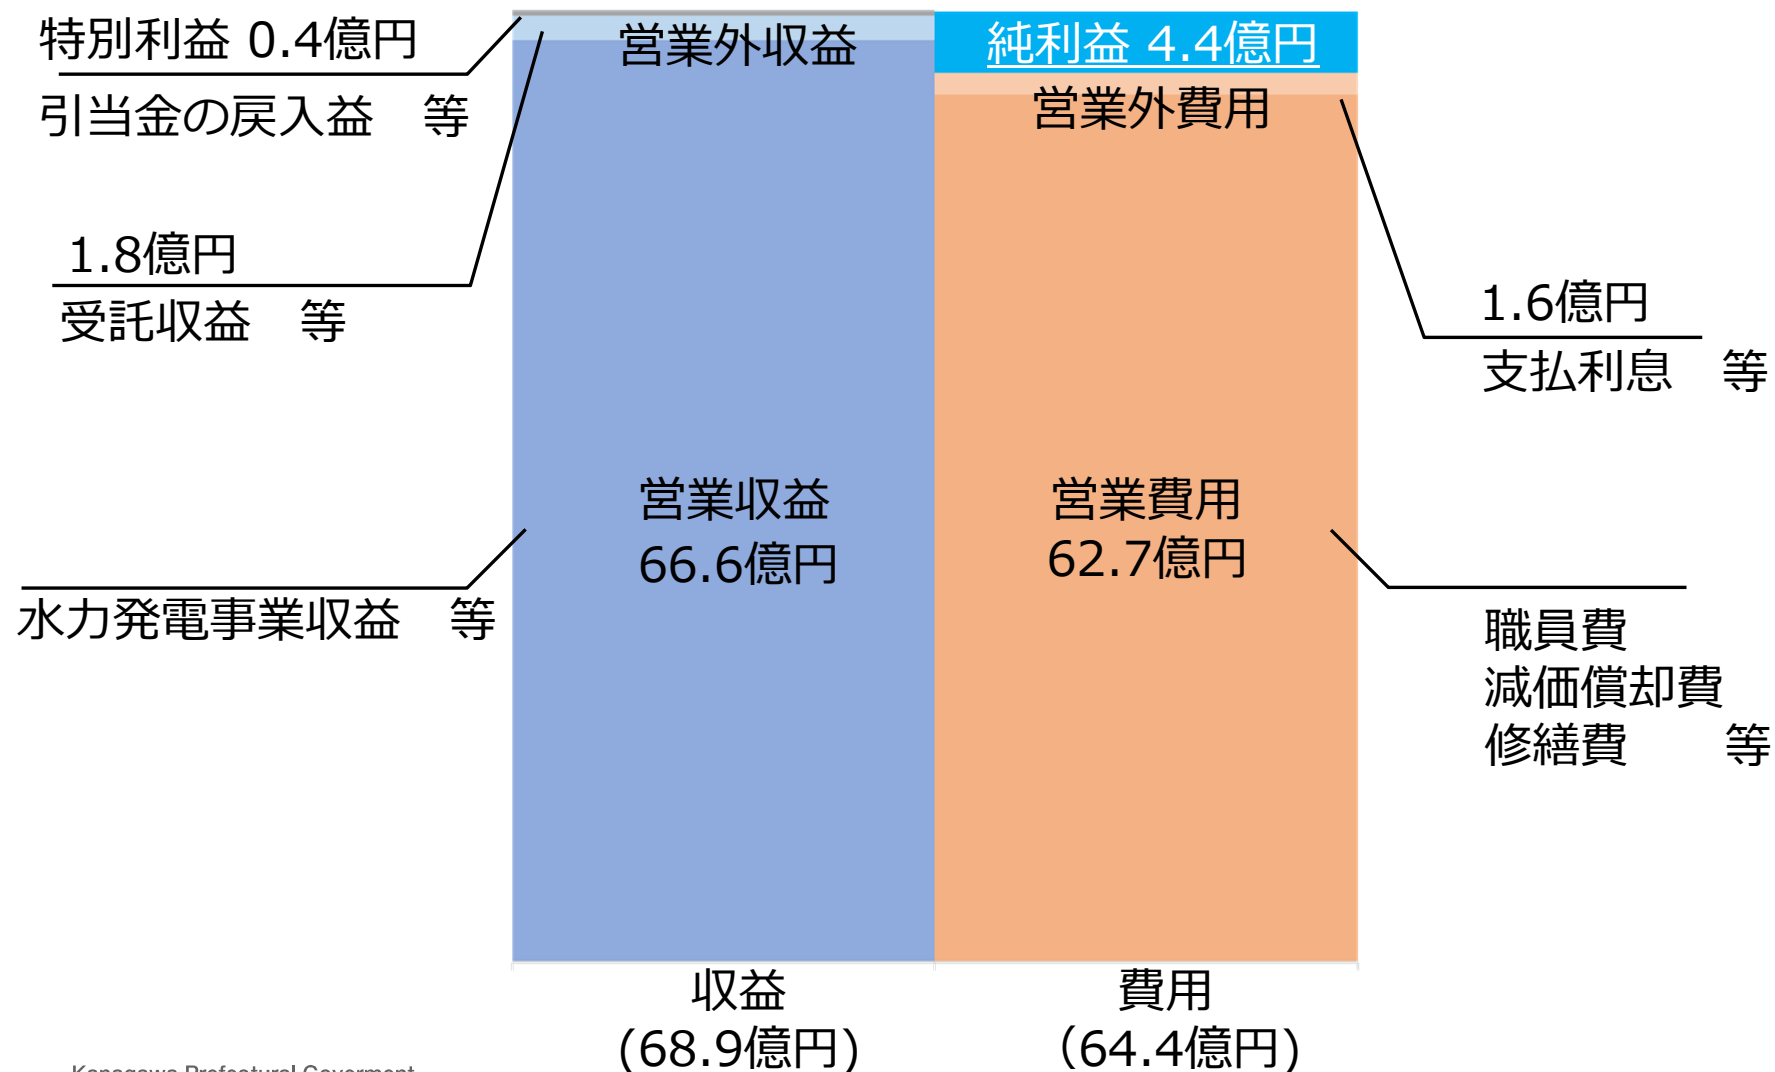 特別利益 0.4億円
引当金の戻入益　等
1.8億円
受託収益　等
水力発電事業収益　等
営業外収益
営業収益
66.6億円
純利益 4.4億円
営業外費用
営業費用
62.7億円
1.6億円
支払利息　等
職員費
減価償却費
修繕費　　等
収益
(68.9億円)
費用
（64.4億円)
Kanagawa Prefectural Goverment